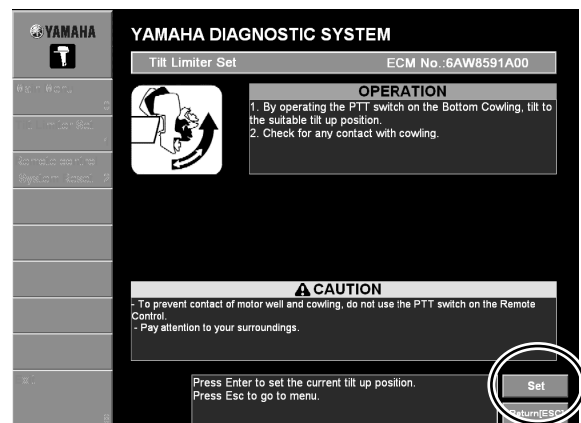 YAMAHA
YAMAHA DIAGNOSTIC SYSTEM
Tilt Limiter Set
ECM No.:6AW8591A00
OPERATION
1. By operating the PTT switch on the Bottom Cowling, tilt to
the suitable tilt up position.
2. Check for any contact with cowling.
CAUTION
- To prevent contact of motor well and cowling, do not use the PTT switch on the Remote
Control.
- Pay attention to your surroundings.
Press Enter to set the current tilt up position.
Press Esc to go to menu.
Set
Return[ESC]